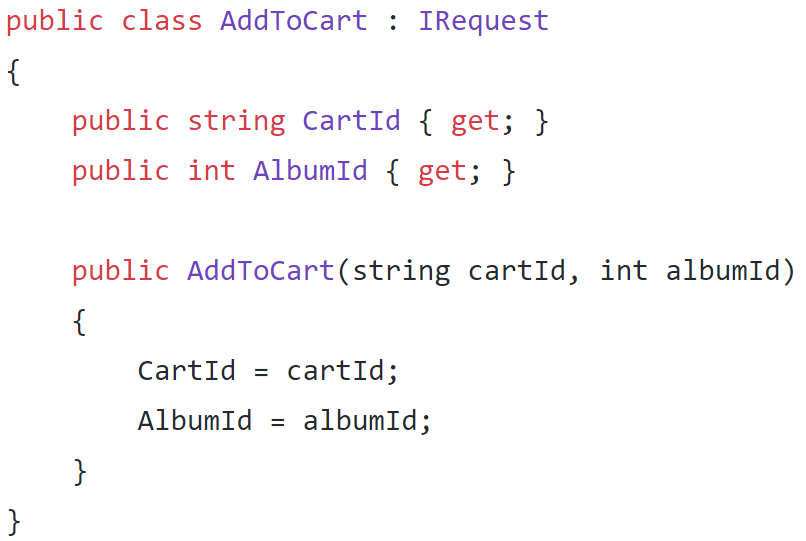 public class AddToCart : IRequest
{
    public string CartId { get; }
    public int AlbumId { get; }

    public AddToCart(string cartId, int albumId)
    {
        CartId = cartId;
        AlbumId = albumId;
    }
}